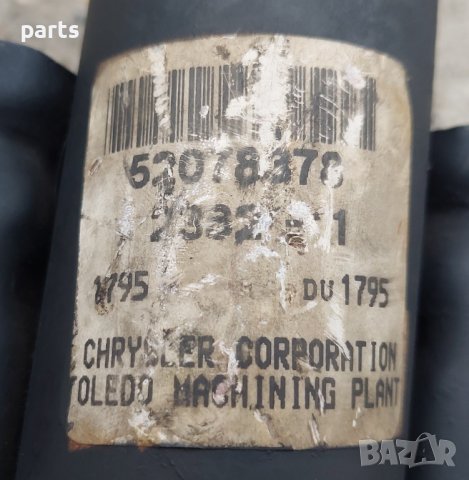 parts
52078378
1795 DU 1795
CHRYSLER CORPORATION
TOLEDO MACHINING PLANT
BAZAR